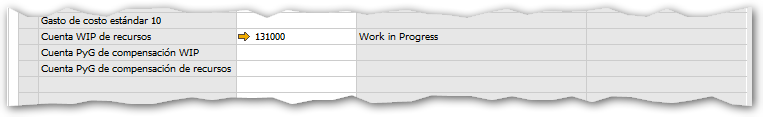 Gasto de costo estándar 10
Cuenta WIP de recursos 131000 Work in Progress
Cuenta PyG de compensación WIP
Cuenta PyG de compensación de recursos